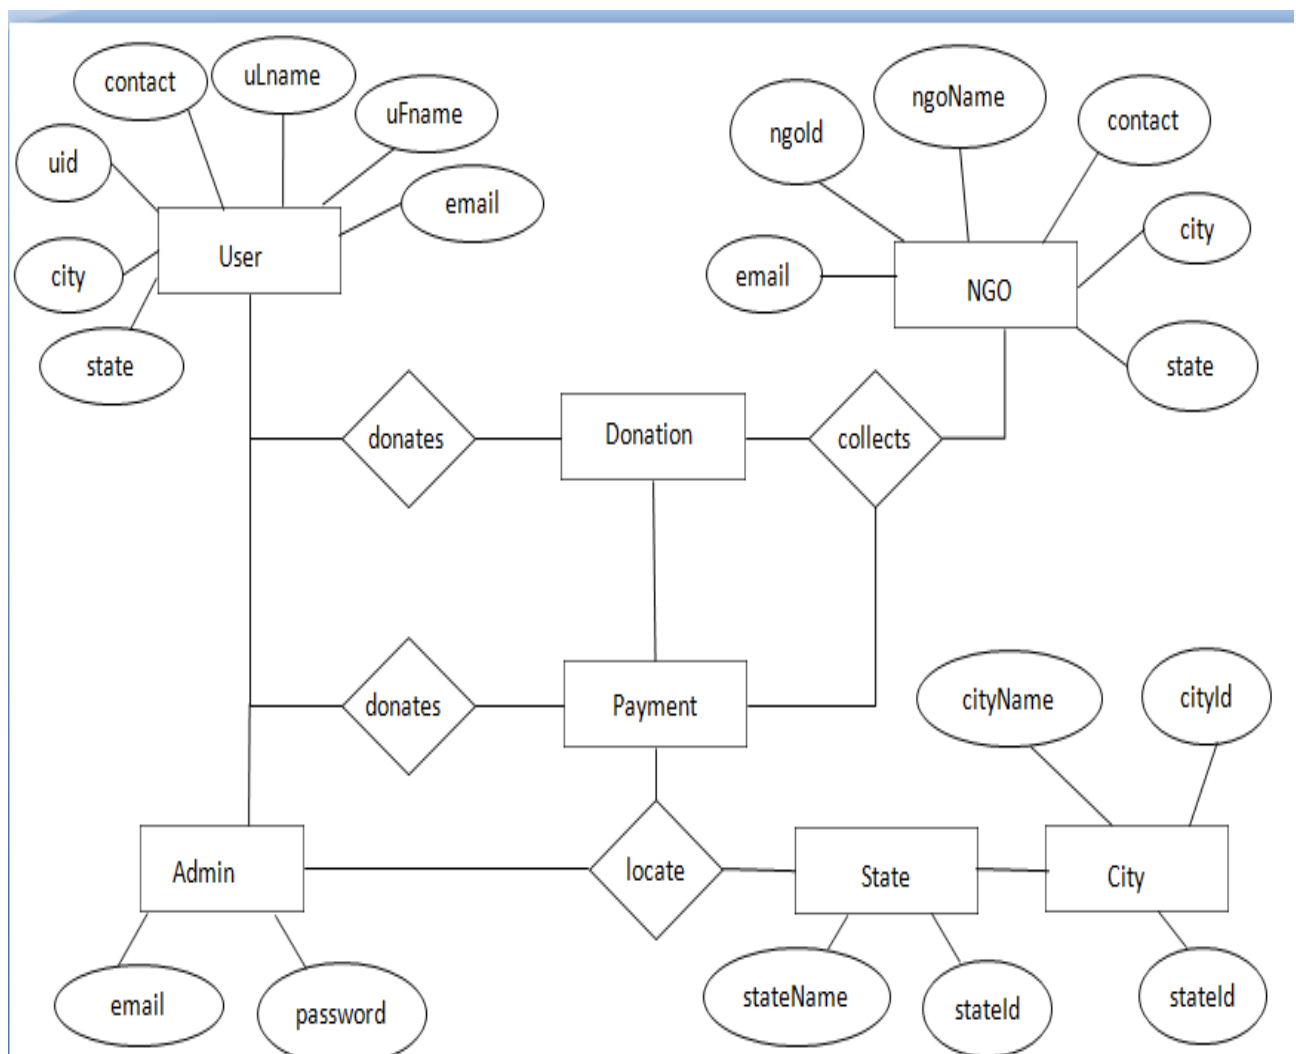 contact
uLname
uFname
uid
email
User
city
state
ngoName
ngoId
contact
city
email
NGO
state
donates
Donation
collects
donates
Payment
cityName
cityId
Admin
locate
State
City
email
password
stateName
stateId
stateId